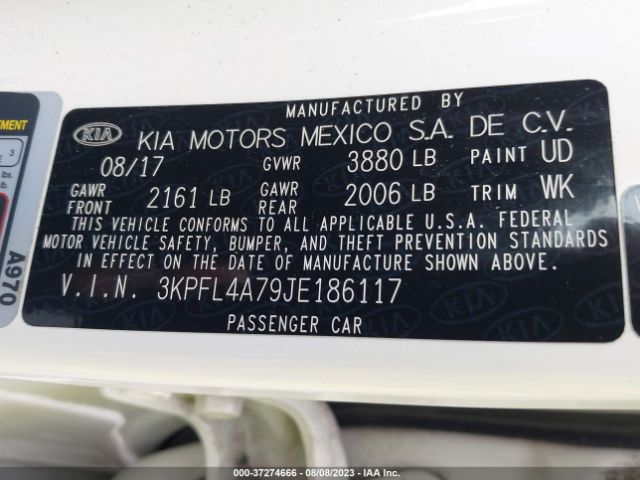 MANUFACTURED BY
KIA KIA MOTORS MEXICO S.A. DE C.V.
08/17 GVWR 3880 LB PAINT UD
GAWR FRONT 2161 LB GAWR REAR 2006 LB TRIM WK
THIS VEHICLE CONFORMS TO ALL APPLICABLE U.S.A. FEDERAL
MOTOR VEHICLE SAFETY, BUMPER, AND THEFT PREVENTION STANDARDS
IN EFFECT ON THE DATE OF MANUFACTURE SHOWN ABOVE.
V.I.N. 3KPFL4A79JE186117
PASSENGER CAR
A970
000-37274666 - 08/08/2023 - IAA Inc.